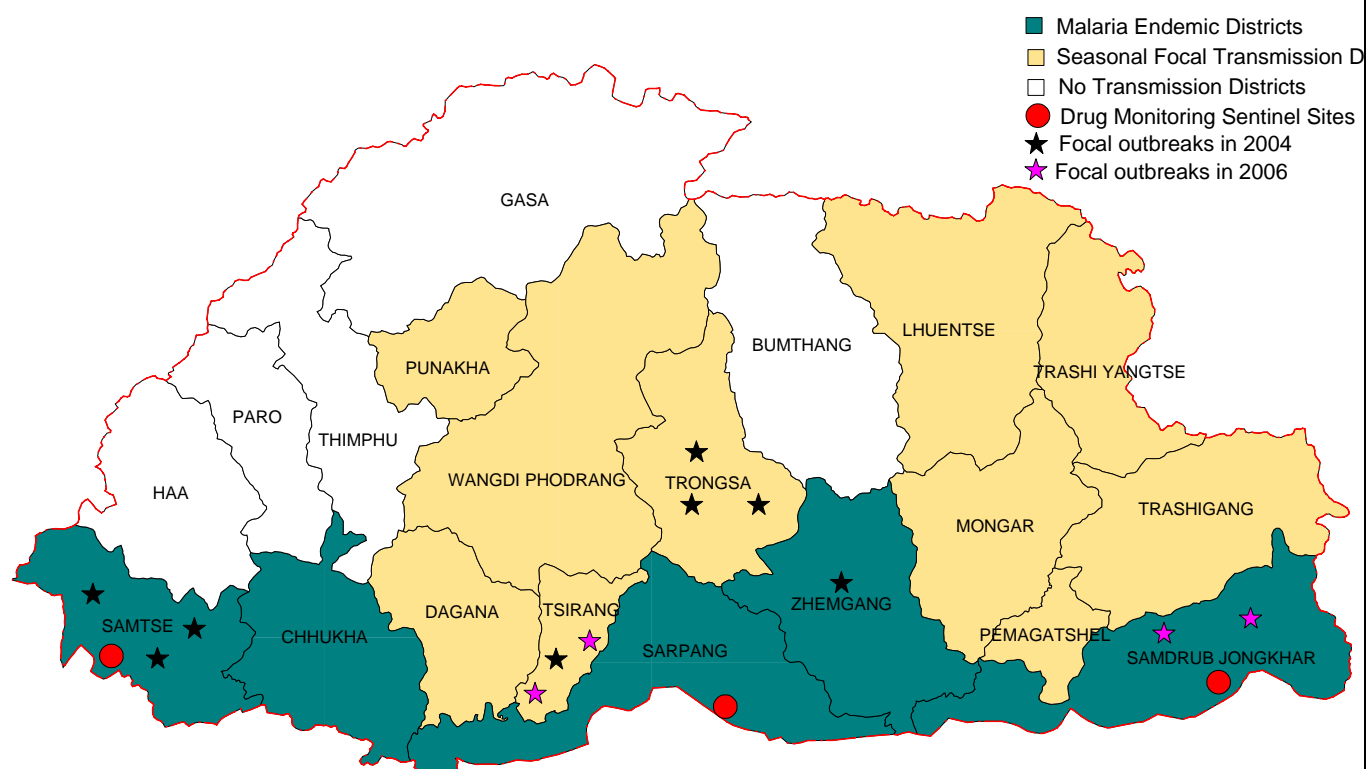 Malaria Endemic Districts
Seasonal Focal Transmission D
No Transmission Districts
Drug Monitoring Sentinel Sites
Focal outbreaks in 2004
Focal outbreaks in 2006
GASA
PUNAKHA
BUMTHANG
LHUENTSE
TRASHI YANGTSE
PARO
THIMPHU
HAA
WANGDI PHODRANG
TRONGSA
MONGAR
TRASHIGANG
SAMTSE
CHHUKHA
DAGANA
TSIRANG
SARPANG
ZHEMGANG
PEMAGATSHEL
SAMDRUB JONGKHAR